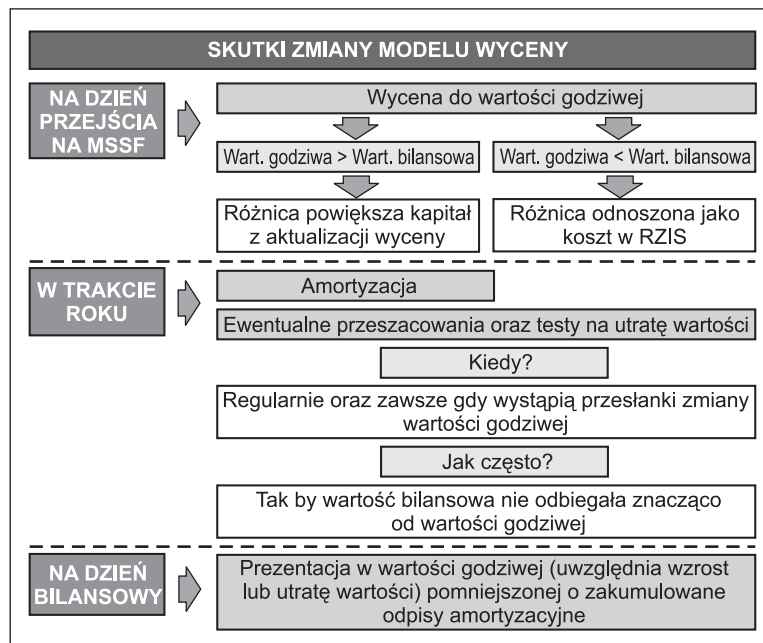 SKUTKI ZMIANY MODELU WYCENY
NA DZIEŃ
PRZEJŚCIA
NA MSSF
Wycena do wartości godziwej
Wart. godziwa > Wart. bilansowa
Wart. godziwa < Wart. bilansowa
Różnica powiększa kapitał
z aktualizacji wyceny
Różnica odnoszona jako
koszt w RZIS
W TRAKCIE
ROKU
Amortyzacja
Ewentualne przeszacowania oraz testy na utratę wartości
Kiedy?
Regularnie oraz zawsze gdy wystąpią przesłanki zmiany
wartości godziwej
Jak często?
Tak by wartość bilansowa nie odbiegała znacząco
od wartości godziwej
NA DZIEŃ
BILANSOWY
Prezentacja w wartości godziwej (uwzględnia wzrost
lub utratę wartości) pomniejszonej o zakumulowane
odpisy amortyzacyjne